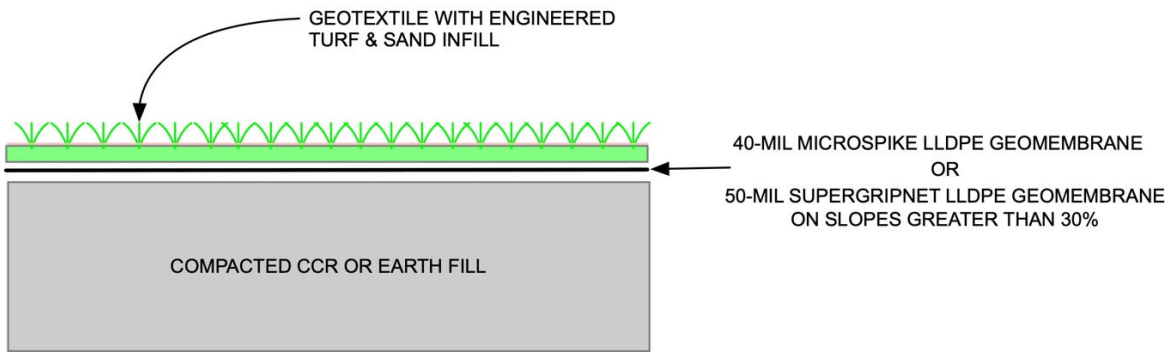 GEOTEXTILE WITH ENGINEERED
TURF & SAND INFILL
40-MIL MICROSPIKE LLDPE GEOMEMBRANE
OR
50-MIL SUPERGRIPNET LLDPE GEOMEMBRANE
ON SLOPES GREATER THAN 30%
COMPACTED CCR OR EARTH FILL